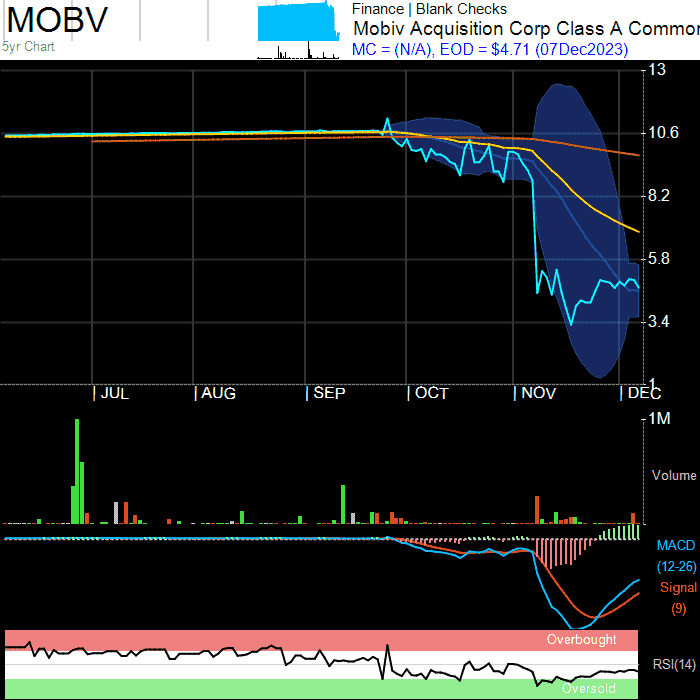 MOBV
5yr Chart
Finance | Blank Checks
Mobiv Acquisition Corp Class A Common
MC = (N/A), EOD = $4.71 (07Dec2023)
13
10.6
8.2
5.8
3.4
1
JUL AUG SEP OCT NOV DEC
1M
Volume
MACD
(12-26)
Signal
(9)
Overbought
RSI(14)
Oversold